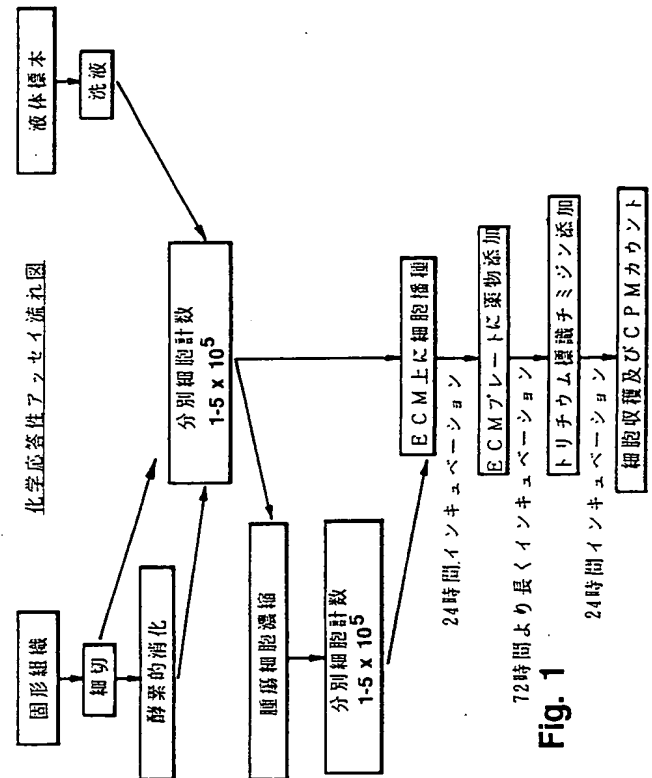 化学応答性アッセイ流れ図
固形組織
細切
酵素的消化
液体標本
洗液
分別細胞計数
1-5 x 10⁵
腫瘍細胞濃縮
分別細胞計数
1-5 x 10⁵
ECM上に細胞播種
24時間インキュベーション
ECMプレートに薬物添加
72時間より長くインキュベーション
トリチウム標識チミジン添加
24時間インキュベーション
細胞収穫及びCPMカウント
Fig. 1